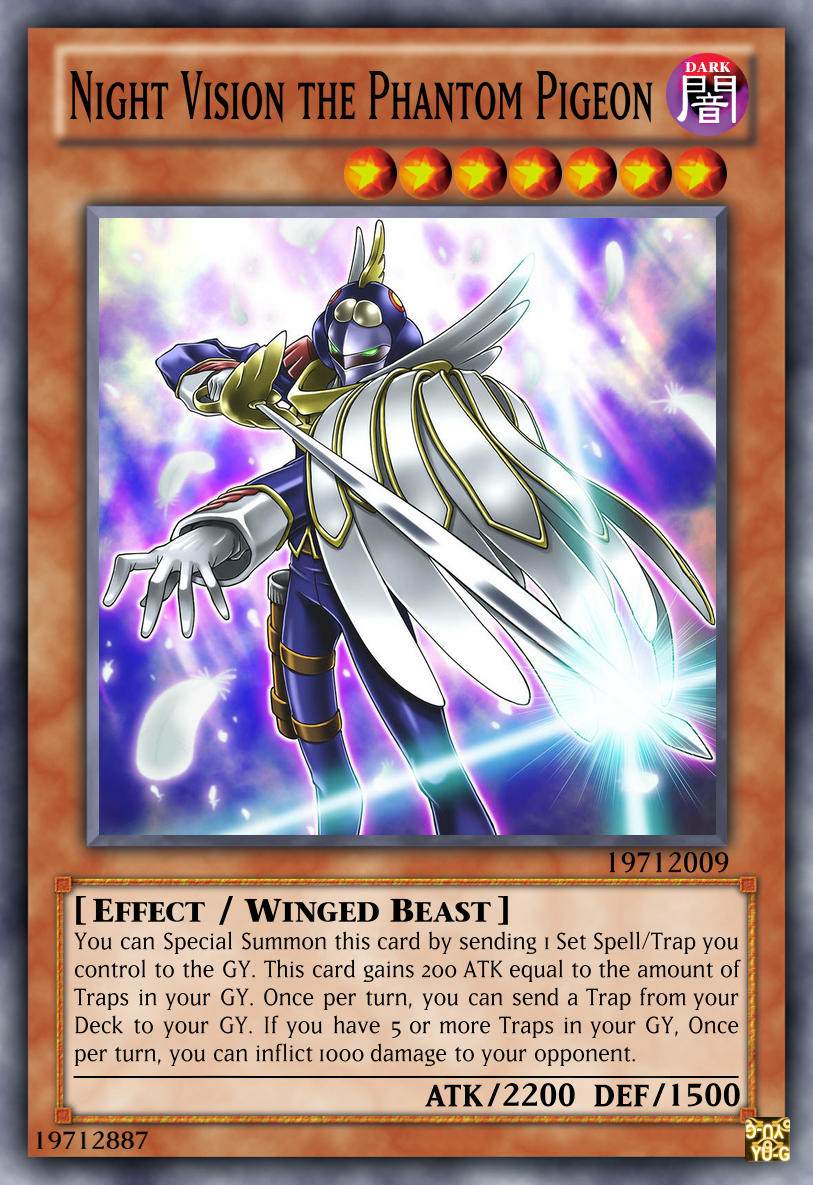 Night Vision the Phantom Pigeon
DARK
闇
19712009
[ Effect / Winged Beast ]
You can Special Summon this card by sending 1 Set Spell/Trap you
control to the GY. This card gains 200 ATK equal to the amount of
Traps in your GY. Once per turn, you can send a Trap from your
Deck to your GY. If you have 5 or more Traps in your GY, Once
per turn, you can inflict 1000 damage to your opponent.
ATK/2200 DEF/1500
19712887